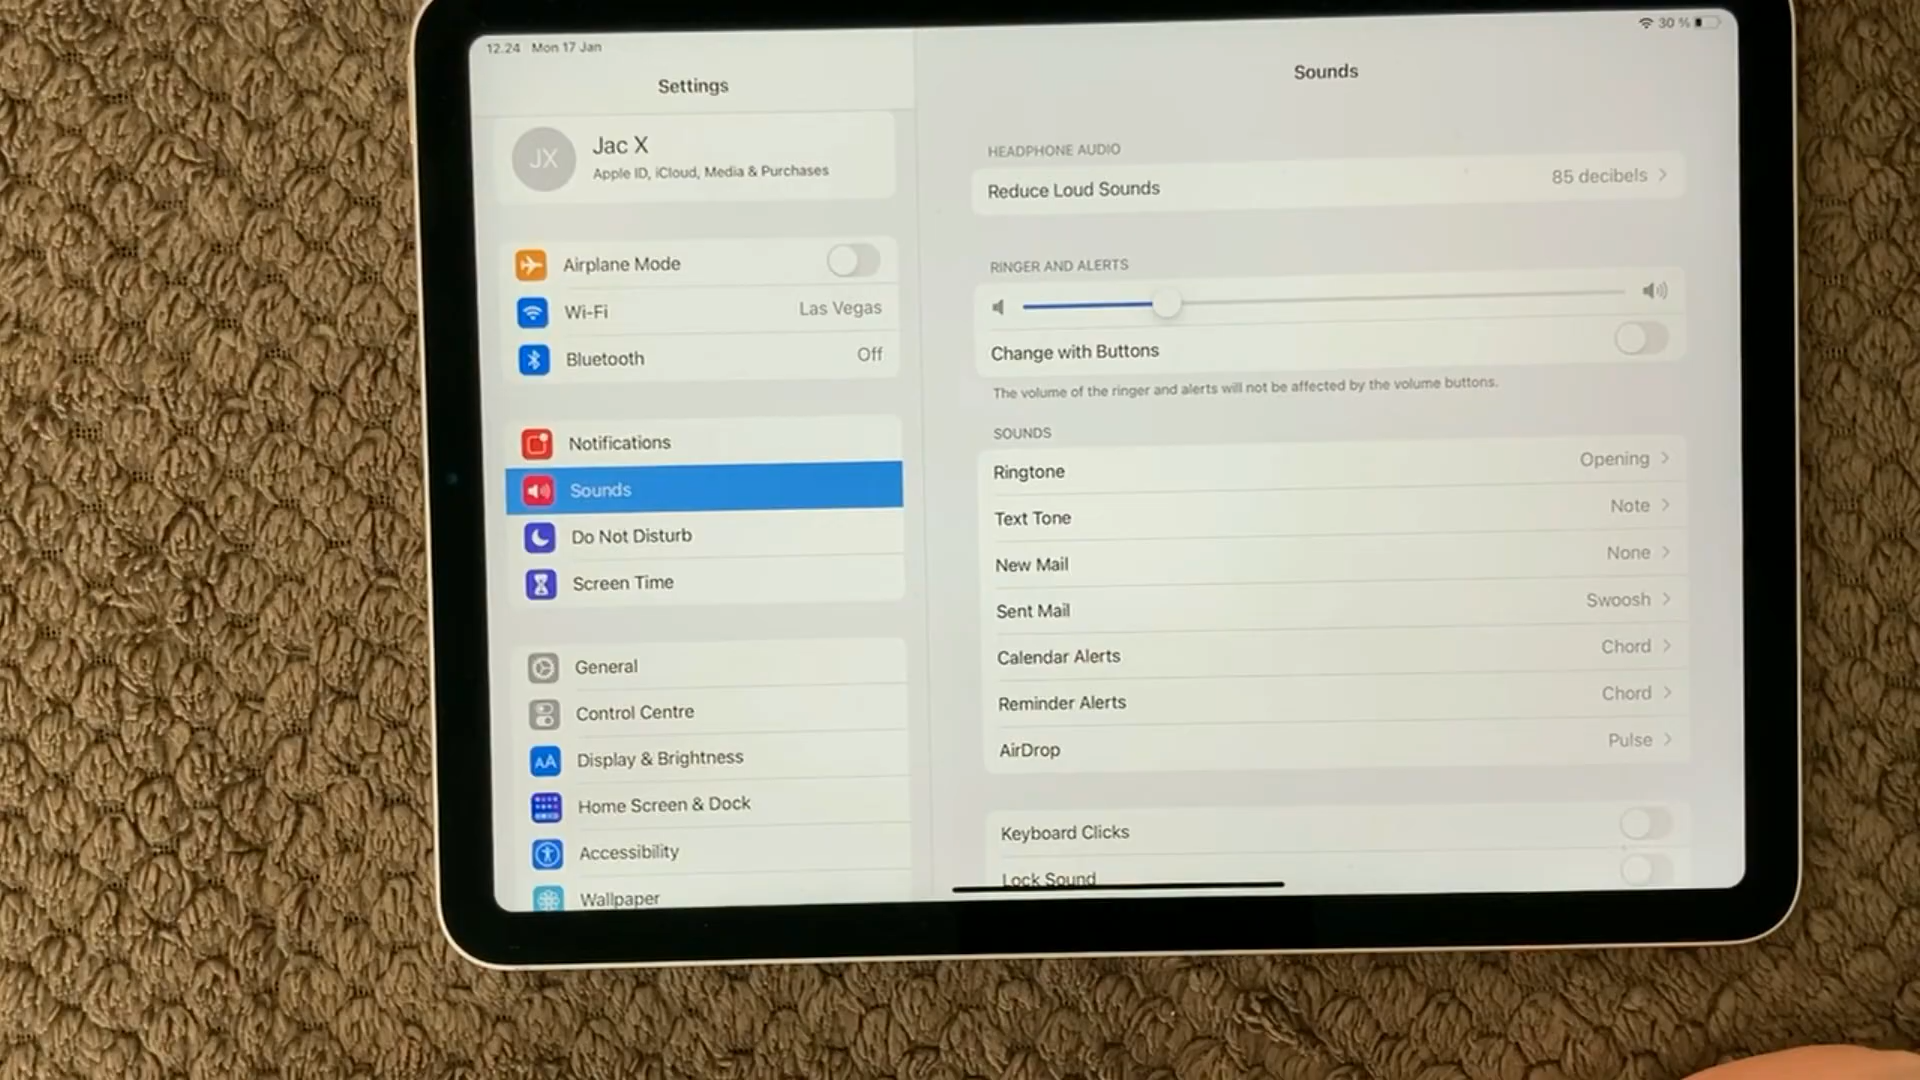 12.24 Mon 17 Jan
30 %
Settings
JX
Jac X
Apple ID, iCloud, Media & Purchases
Airplane Mode
Wi-Fi Las Vegas
Bluetooth Off
Notifications
Sounds
Do Not Disturb
Screen Time
General
Control Centre
AA Display & Brightness
Home Screen & Dock
Accessibility
Wallpaper
Sounds
HEADPHONE AUDIO
Reduce Loud Sounds 85 decibels
RINGER AND ALERTS
Change with Buttons
The volume of the ringer and alerts will not be affected by the volume buttons.
SOUNDS
Ringtone Opening
Text Tone Note
New Mail None
Sent Mail Swoosh
Calendar Alerts Chord
Reminder Alerts Chord
AirDrop Pulse
Keyboard Clicks
Lock Sound